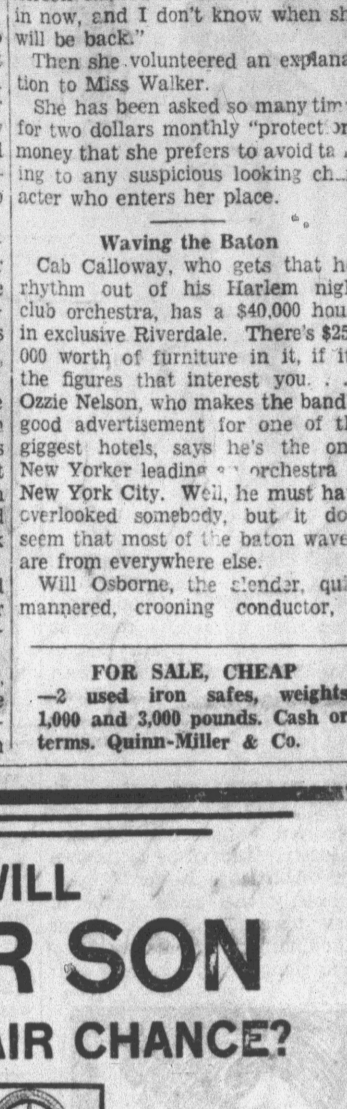 in now, and I don't know when sh
will be back."
Then she volunteered an explana
tion to Miss Walker.
She has been asked so many tim
for two dollars monthly "protect
money that she prefers to avoid ta
ing to any suspicious looking ch
acter who enters her place.
Waving the Baton
Cab Calloway, who gets that h
rhythm out of his Harlem nig
club orchestra, has a $40,000 hou
in exclusive Riverdale. There's $25
000 worth of furniture in it, if it
the figures that interest you. . .
Ozzie Nelson, who makes the band
good advertisement for one of th
giggest hotels, says he's the on
New Yorker leading orchestra
New York City. Well, he must ha
overlooked somebody, but it do
seem that most of the baton wave
are from everywhere else.
Will Osborne, the slender, qui
mannered, crooning conductor,
FOR SALE, CHEAP
—2 used iron safes, weights
1,000 and 3,000 pounds. Cash or
terms. Quinn-Miller & Co.
WILL
R SON
AIR CHANCE?